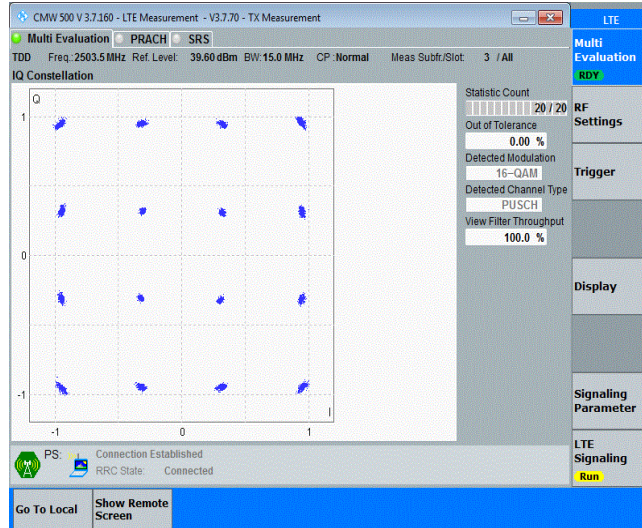 CMW 500 V 3.7.160 - LTE Measurement - V3.7.70 - TX Measurement
LTE
Multi Evaluation PRACH SRS
TDD Freq.:2503.5 MHz Ref. Level: 39.60 dBm BW:15.0 MHz CP :Normal Meas Subfr./Slot: 3 / All
IQ Constellation
Q
1
0
-1
-1 0 1
I
Statistic Count
20 / 20
Out of Tolerance
0.00 %
Detected Modulation
16-QAM
Detected Channel Type
PUSCH
View Filter Throughput
100.0 %
Multi
Evaluation
RDY
RF
Settings
Trigger
Display
Signaling
Parameter
LTE
Signaling
Run
PS: Connection Established
RRC State: Connected
Go To Local
Show Remote
Screen